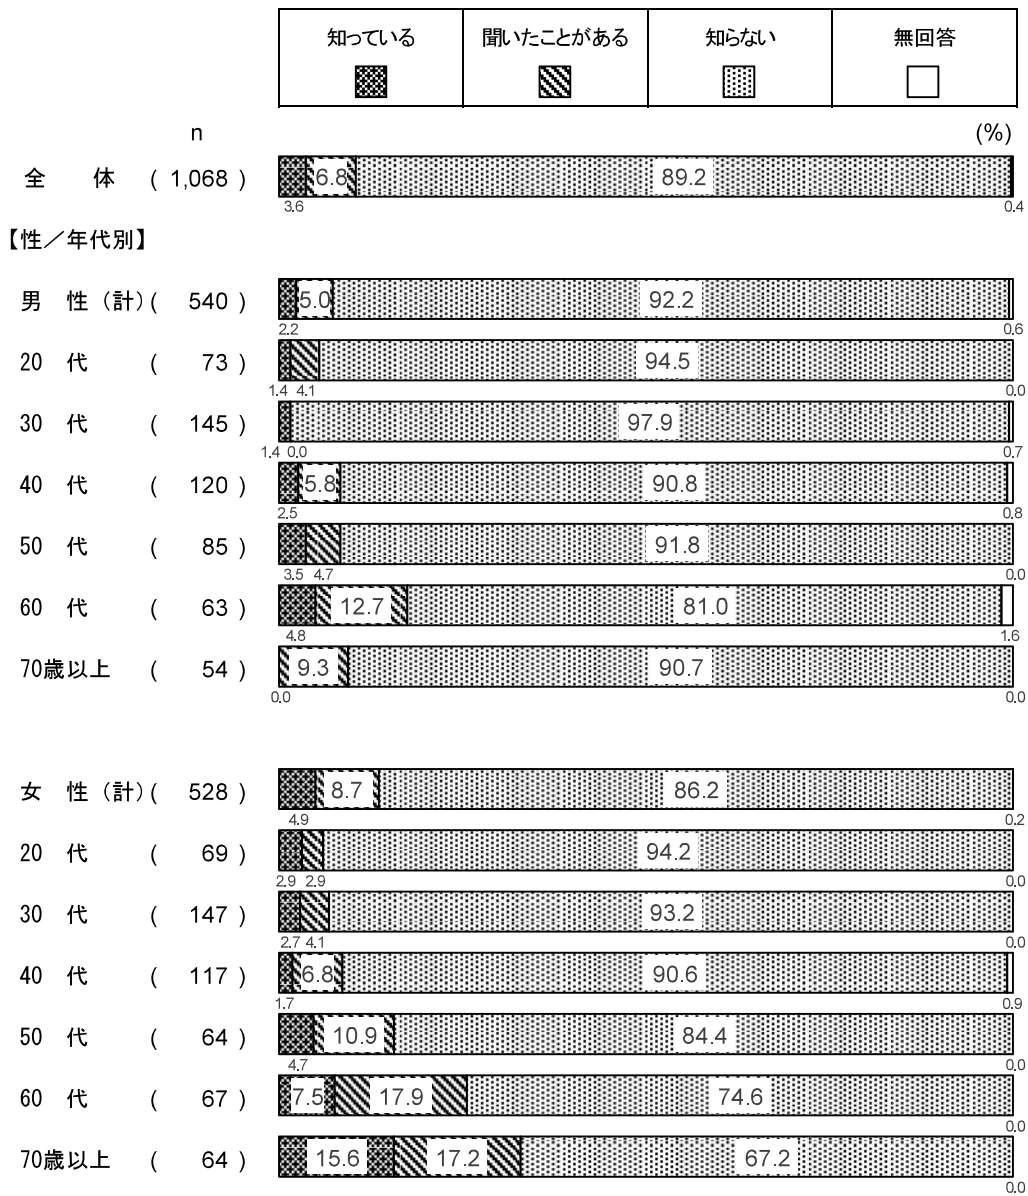 知っている 聞いたことがある 知らない 無回答
n (%)
全 体 ( 1,068 ) 6.8 89.2
3.6 0.4
【性／年代別】
男 性（計）( 540 ) 5.0 92.2
2.2 0.6
20 代 ( 73 ) 94.5
1.4 4.1 0.0
30 代 ( 145 ) 97.9
1.4 0.0 0.7
40 代 ( 120 ) 5.8 90.8
2.5 0.8
50 代 ( 85 ) 91.8
3.5 4.7 0.0
60 代 ( 63 ) 12.7 81.0
4.8 1.6
70歳以上 ( 54 ) 9.3 90.7
0.0 0.0
女 性（計）( 528 ) 8.7 86.2
4.9 0.2
20 代 ( 69 ) 94.2
2.9 2.9 0.0
30 代 ( 147 ) 93.2
2.7 4.1 0.0
40 代 ( 117 ) 6.8 90.6
1.7 0.9
50 代 ( 64 ) 10.9 84.4
4.7 0.0
60 代 ( 67 ) 7.5 17.9 74.6
0.0
70歳以上 ( 64 ) 15.6 17.2 67.2
0.0